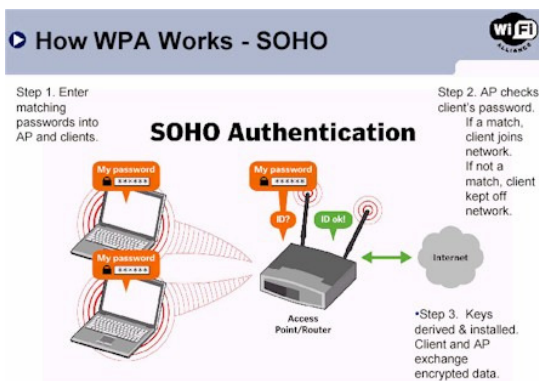 How WPA Works - SOHO
Wi Fi
ALLIANCE
Step 1. Enter
matching
passwords into
AP and clients.
Step 2. AP checks
client's password.
If a match,
client joins
network.
If not a
match, client
kept off
network.
SOHO Authentication
My password
******
My password
******
ID?
ID ok!
My password
******
Internet
Access
Point/Router
•Step 3. Keys
derived & installed.
Client and AP
exchange
encrypted data.